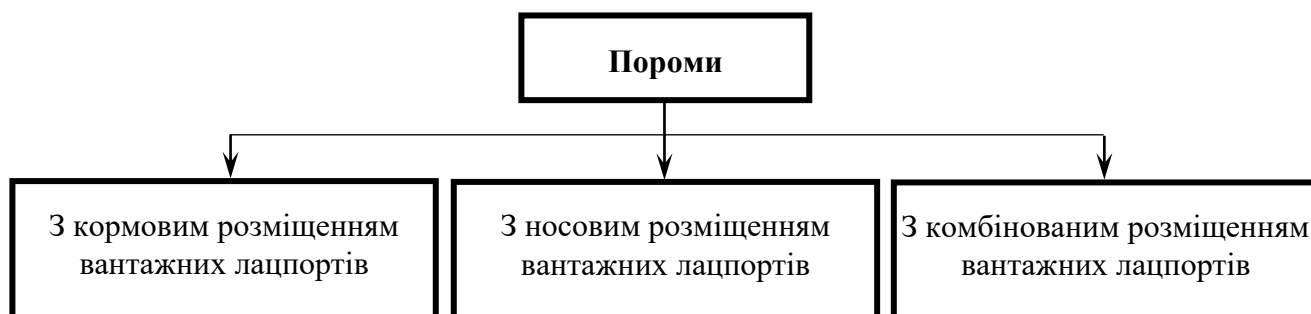 Пороми
З кормовим розміщенням
вантажних лацпортів
З носовим розміщенням
вантажних лацпортів
З комбінованим розміщенням
вантажних лацпортів